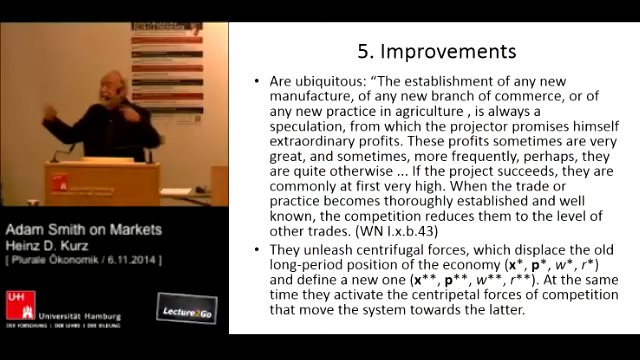 5. Improvements
• Are ubiquitous: “The establishment of any new
manufacture, of any new branch of commerce, or of
any new practice in agriculture , is always a
speculation, from which the projector promises himself
extraordinary profits. These profits sometimes are very
great, and sometimes, more frequently, perhaps, they
are quite otherwise ... If the project succeeds, they are
commonly at first very high. When the trade or
practice becomes thoroughly established and well
known, the competition reduces them to the level of
other trades. (WN I.x.b.43)
• They unleash centrifugal forces, which displace the old
long-period position of the economy (x*, p*, w*, r*)
and define a new one (x**, p**, w**, r**). At the same
time they activate the centripetal forces of competition
that move the system towards the latter.
Adam Smith on Markets
Heinz D. Kurz
[ Plurale Ökonomik / 6.11.2014 ]
UH
Universität Hamburg
DER FORSCHUNG | DER LEHRE | DER BILDUNG
Lecture2Go